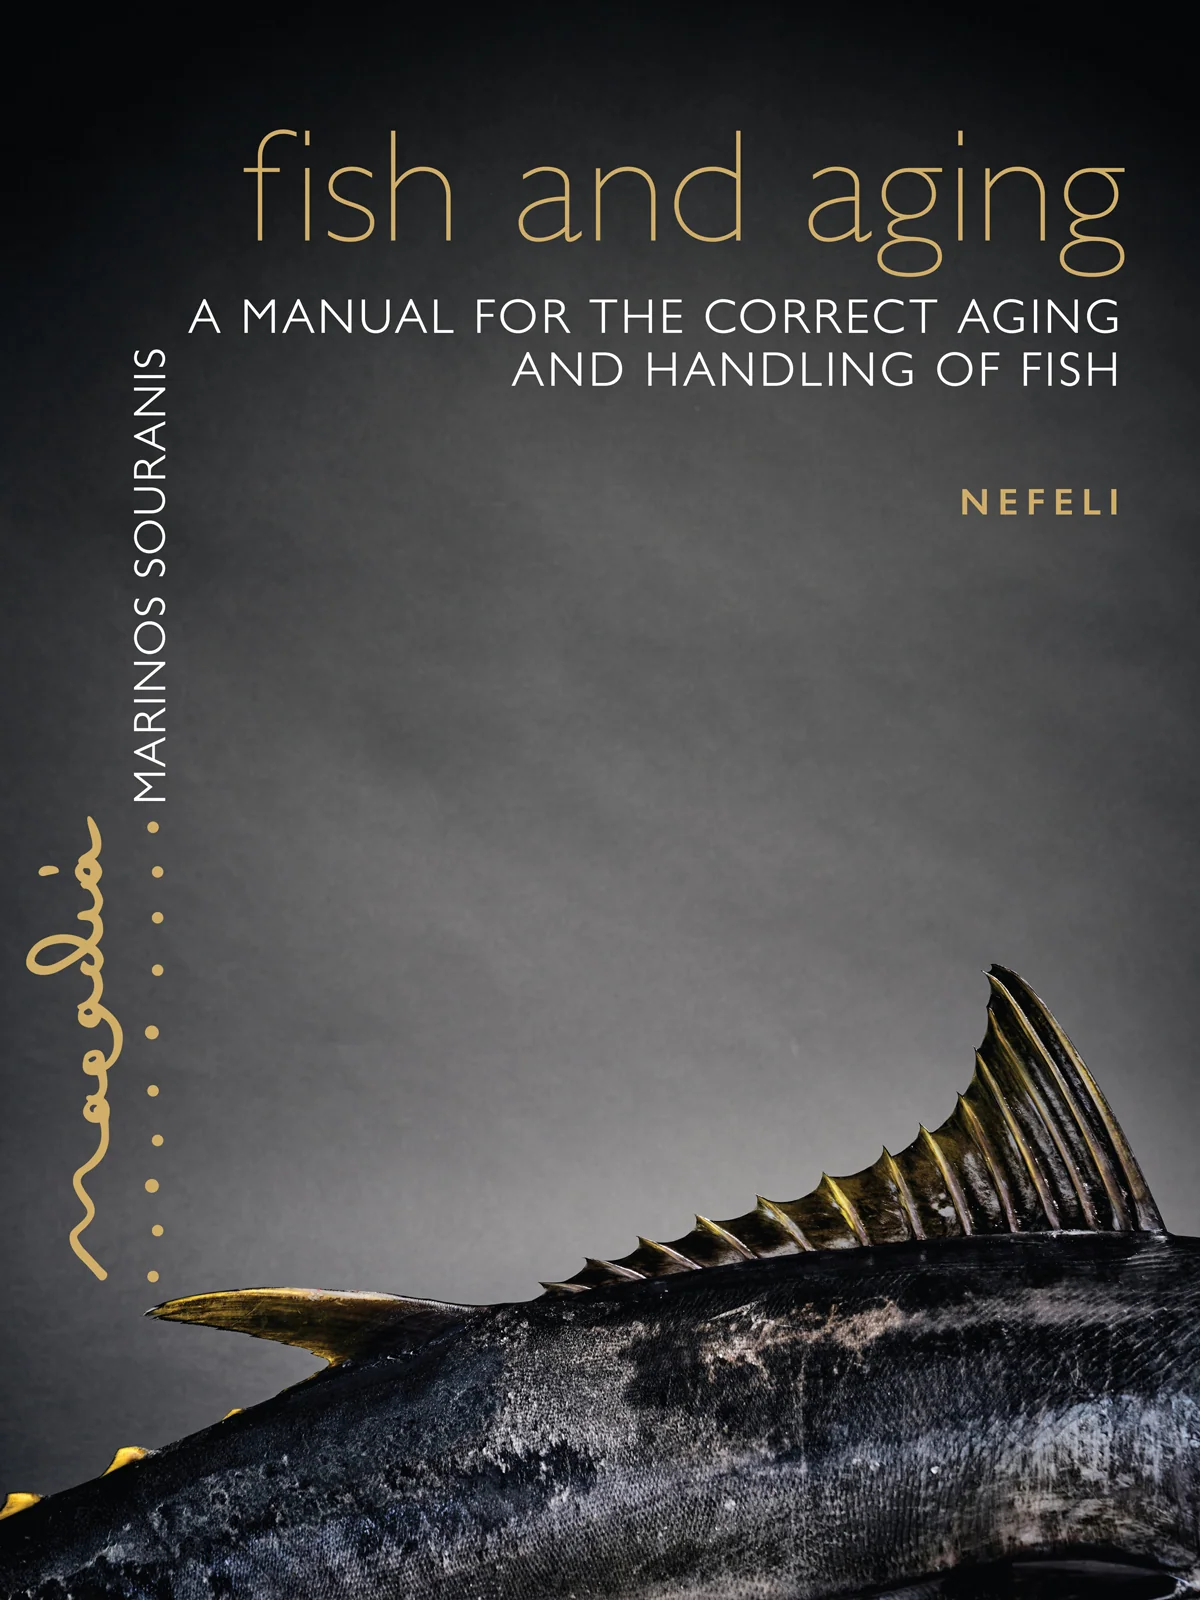 fish and aging
A MANUAL FOR THE CORRECT AGING
AND HANDLING OF FISH
NEFELI
MARINOS SOURANIS